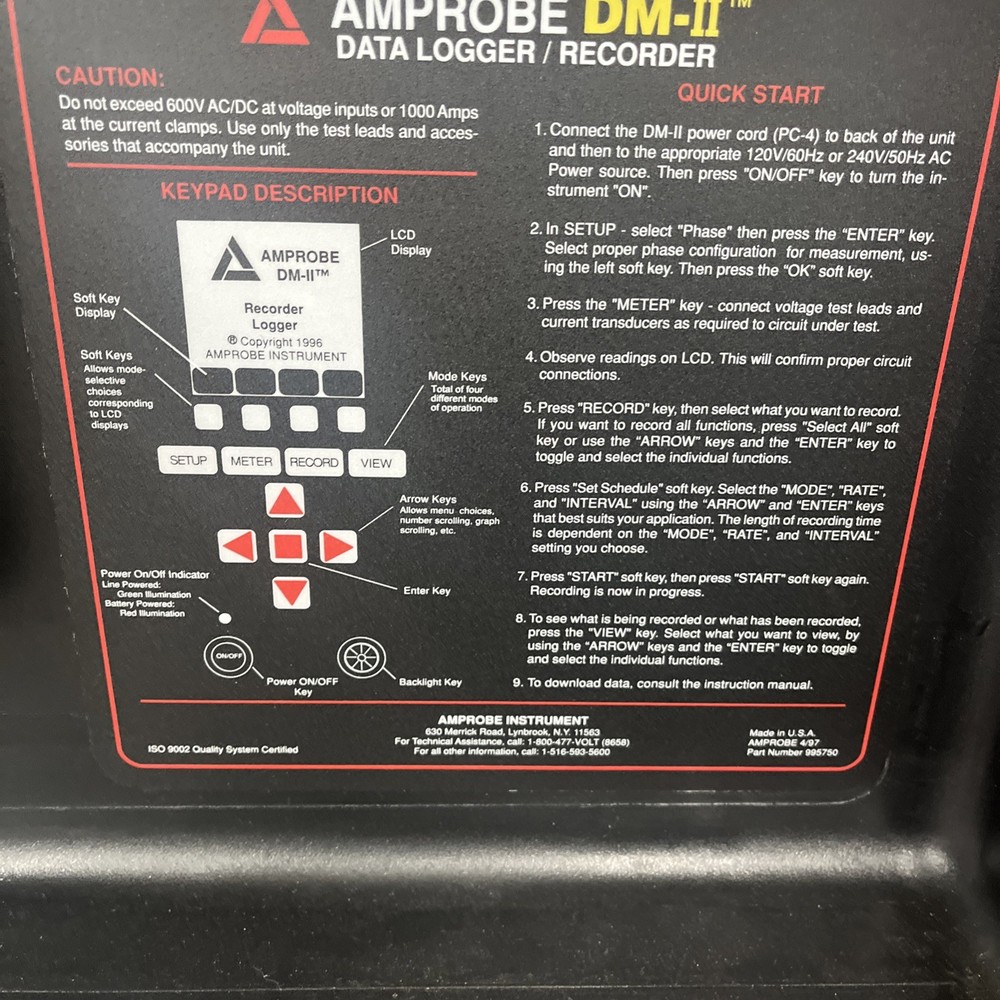 AMPROBE DM-II™
DATA LOGGER / RECORDER
CAUTION:
Do not exceed 600V AC/DC at voltage inputs or 1000 Amps
at the current clamps. Use only the test leads and acces-
sories that accompany the unit.
KEYPAD DESCRIPTION
AMPROBE
DM-II™
Recorder
Logger
® Copyright 1996
AMPROBE INSTRUMENT
LCD
Display
Soft Key
Display
Soft Keys
Allows mode-
selective
choices
corresponding
to LCD
displays
Mode Keys
Total of four
different modes
of operation
SETUP METER RECORD VIEW
Arrow Keys
Allows menu choices,
number scrolling, graph
scrolling, etc.
Enter Key
Power On/Off Indicator
Line Powered:
Green Illumination
Battery Powered:
Red Illumination
ON/OFF
Power ON/OFF
Key
Backlight Key
QUICK START
1. Connect the DM-II power cord (PC-4) to back of the unit
and then to the appropriate 120V/60Hz or 240V/50Hz AC
Power source. Then press "ON/OFF" key to turn the in-
strument "ON".
2. In SETUP - select "Phase" then press the "ENTER" key.
Select proper phase configuration for measurement, us-
ing the left soft key. Then press the "OK" soft key.
3. Press the "METER" key - connect voltage test leads and
current transducers as required to circuit under test.
4. Observe readings on LCD. This will confirm proper circuit
connections.
5. Press "RECORD" key, then select what you want to record.
If you want to record all functions, press "Select All" soft
key or use the "ARROW" keys and the "ENTER" key to
toggle and select the individual functions.
6. Press "Set Schedule" soft key. Select the "MODE", "RATE",
and "INTERVAL" using the "ARROW" and "ENTER" keys
that best suits your application. The length of recording time
is dependent on the "MODE", "RATE", and "INTERVAL"
setting you choose.
7. Press "START" soft key, then press "START" soft key again.
Recording is now in progress.
8. To see what is being recorded or what has been recorded,
press the "VIEW" key. Select what you want to view, by
using the "ARROW" keys and the "ENTER" key to toggle
and select the individual functions.
9. To download data, consult the instruction manual.
ISO 9002 Quality System Certified
AMPROBE INSTRUMENT
630 Merrick Road, Lynbrook, N.Y. 11563
For Technical Assistance, call: 1-800-477-VOLT (8658)
For all other information, call: 1-516-593-5600
Made in U.S.A.
AMPROBE 4/97
Part Number 995750